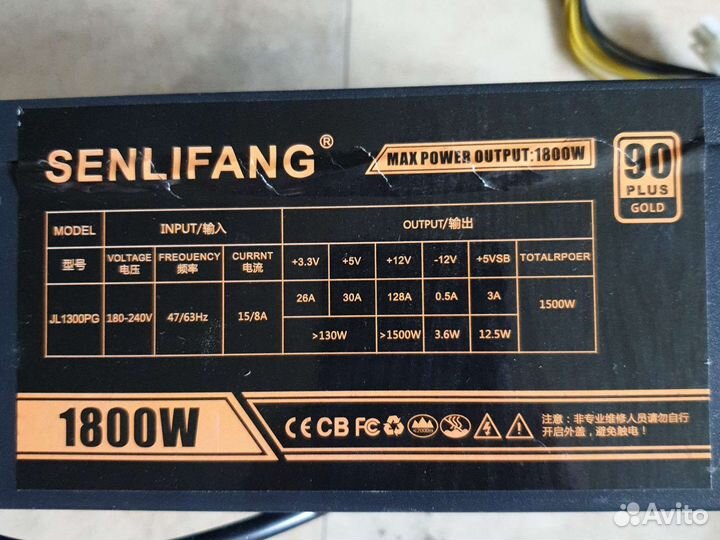 SENLIFANG®
MAX POWER OUTPUT:1800W
90
PLUS
GOLD
MODEL INPUT/输入 OUTPUT/输出
型号 VOLTAGE 电压 FREOUENCY 频率 CURRNT 电流 +3.3V +5V +12V -12V +5VSB TOTALRPOER
JL1300PG 180-240V 47/63Hz 15/8A 26A 30A 128A 0.5A 3A 1500W
>130W >1500W 3.6W 12.5W
1800W
CE CB FC
≤7000m
注意：非专业维修人员请勿自行
开启外盖，避免触电！
Avito